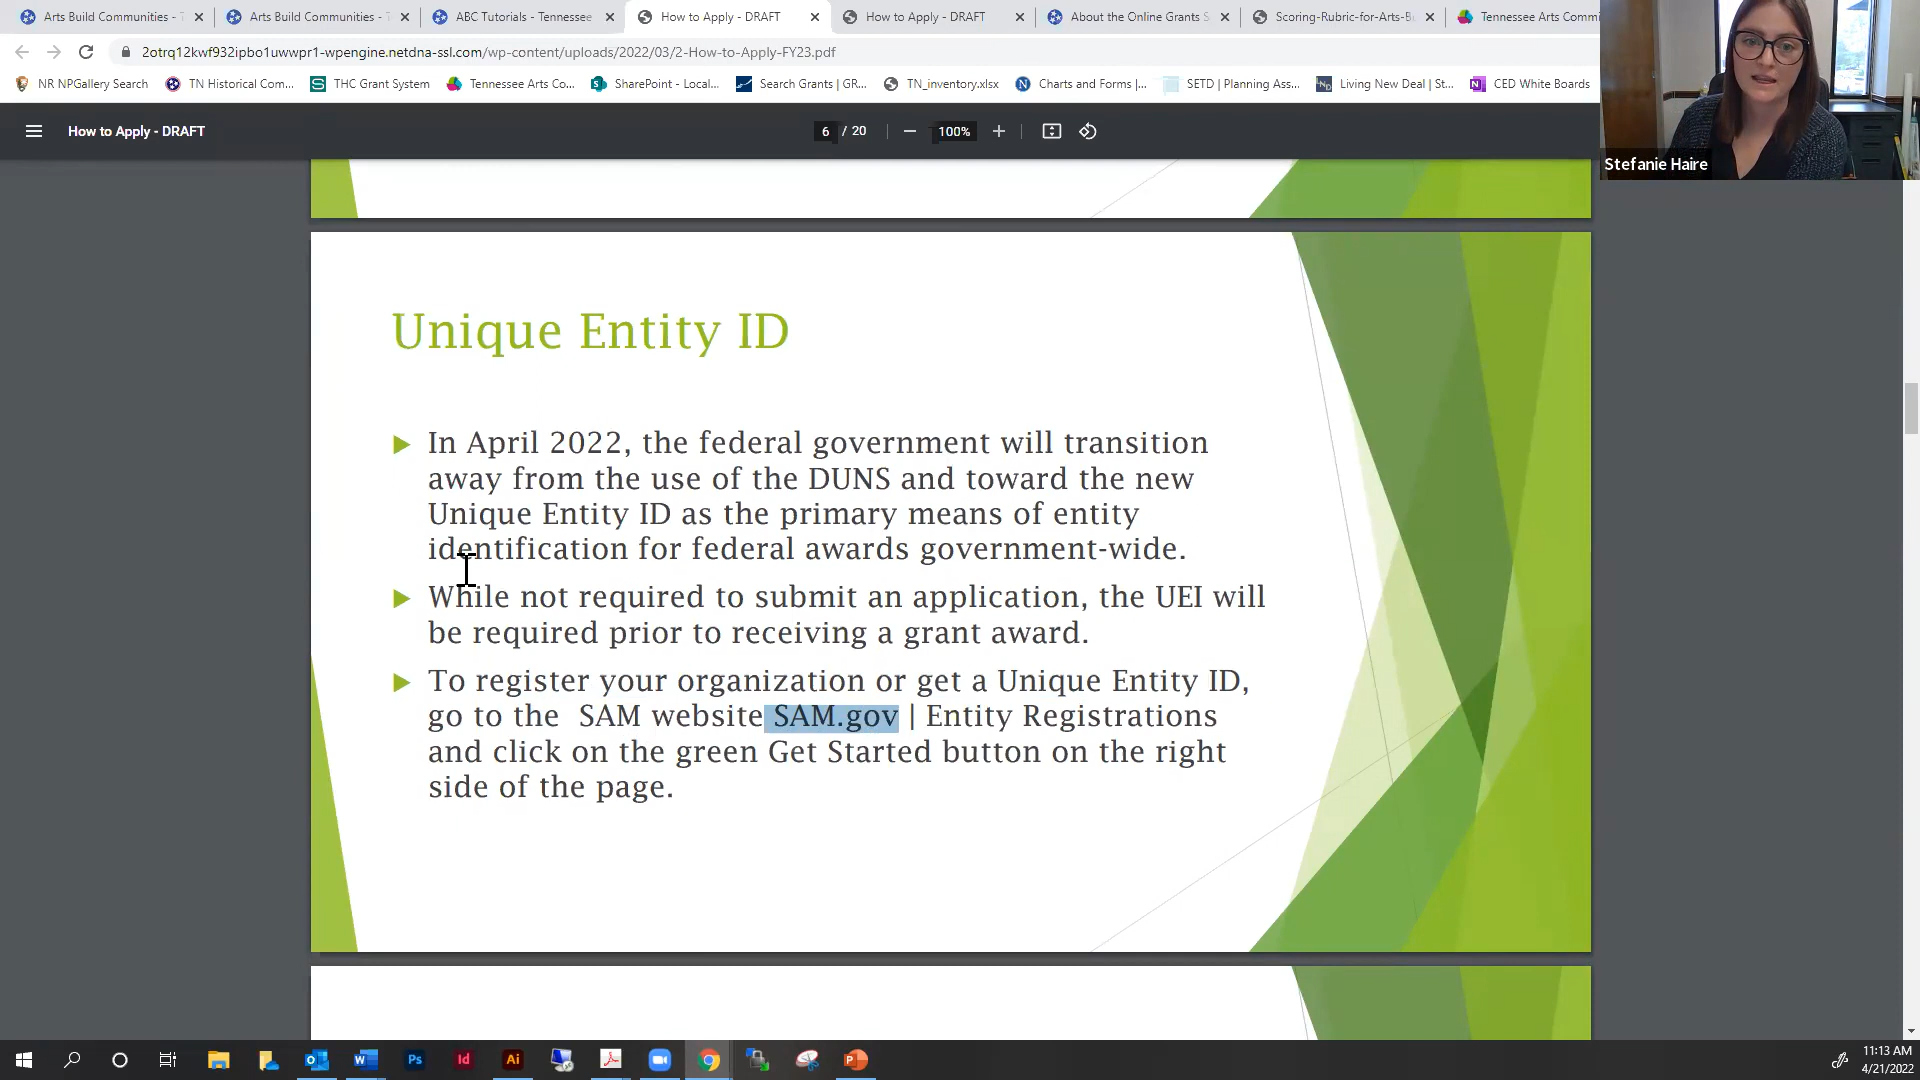 Arts Build Communities - T
Arts Build Communities - T
ABC Tutorials - Tennessee
How to Apply - DRAFT
How to Apply - DRAFT
About the Online Grants S
Scoring-Rubric-for-Arts-Bu
Tennessee Arts Commi
2otrq12kwf932ipbo1uwwpr1-wpengine.netdna-ssl.com/wp-content/uploads/2022/03/2-How-to-Apply-FY23.pdf
NR NPGallery Search
TN Historical Com...
THC Grant System
Tennessee Arts Co...
SharePoint - Local...
Search Grants | GR...
TN_inventory.xlsx
Charts and Forms |...
SETD | Planning Ass...
Living New Deal | St...
CED White Boards
How to Apply - DRAFT
6 / 20
100%
Stefanie Haire
Unique Entity ID
In April 2022, the federal government will transition
away from the use of the DUNS and toward the new
Unique Entity ID as the primary means of entity
identification for federal awards government-wide.
While not required to submit an application, the UEI will
be required prior to receiving a grant award.
To register your organization or get a Unique Entity ID,
go to the SAM website SAM.gov | Entity Registrations
and click on the green Get Started button on the right
side of the page.
11:13 AM
4/21/2022